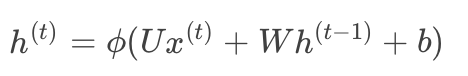 h^{(t)} = ϕ(Ux^{(t)} + Wh^{(t−1)} + b)